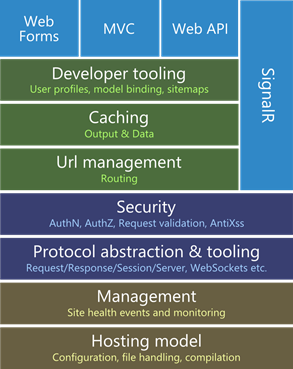 Web
Forms
MVC
Web API
SignalR
Developer tooling
User profiles, model binding, sitemaps
Caching
Output & Data
Url management
Routing
Security
AuthN, AuthZ, Request validation, AntiXss
Protocol abstraction & tooling
Request/Response/Session/Server, WebSockets etc.
Management
Site health events and monitoring
Hosting model
Configuration, file handling, compilation